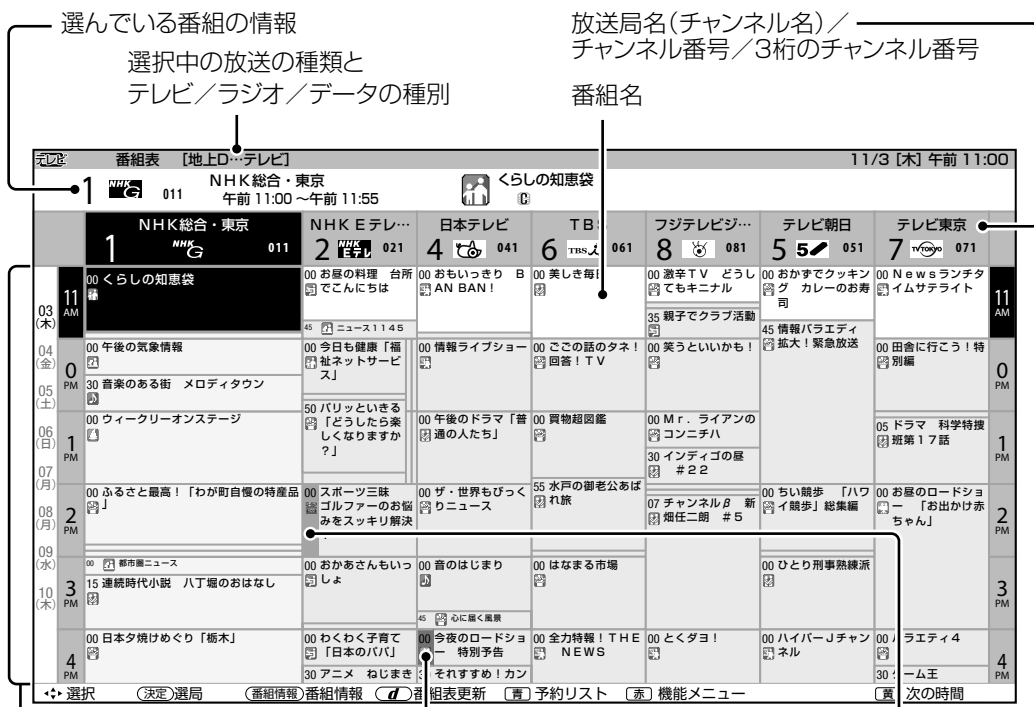 選んでいる番組の情報
放送局名(チャンネル名)／
チャンネル番号／3桁のチャンネル番号
選択中の放送の種類と
テレビ／ラジオ／データの種別
番組名
テレビ 番組表 [地上D…テレビ] 11/3 [木] 午前 11:00
1 NHK G 011 NHK総合・東京 くらしの知恵袋
午前 11:00 ~午前 11:55
NHK総合・東京
1 NHK G 011
NHK Eテレ…
2 NHK Eテレ 021
日本テレビ
4 041
TBS
6 TBS 061
フジテレビジ…
8 081
テレビ朝日
5 5 051
テレビ東京
7 TV TOKYO 071
03
(木)
04
(金)
05
(土)
06
(日)
07
(月)
08
(月)
09
(水)
10
(木)
11
AM
0
PM
1
PM
2
PM
3
PM
4
PM
00 くらしの知恵袋
00 午後の気象情報
30 音楽のある街 メロディタウン
00 ウィークリーオンステージ
00 ふるさと最高！「わが町自慢の特産品
」
00 都市圏ニュース
15 連続時代小説 八丁堀のおはなし
00 日本夕焼けめぐり「栃木」
00 お昼の料理 台所
でこんにちは
45 ニュース1145
00 今日も健康「福
祉ネットサービ
ス」
50 バリッといきる
「どうしたら楽
しくなりますか
？」
00 スポーツ三昧
ゴルファーのお悩
みをスッキリ解決
00 おかあさんもいっ
しょ
00 わくわく子育て
「日本のパパ」
30 アニメ ねじまき
00 おもいっきり B
AN BAN！
00 情報ライブショー
00 午後のドラマ「普
通の人たち」
00 ザ・世界もびっく
りニュース
00 音のはじまり
45 心に届く風景
00 今夜のロードショ
ー 特別予告
それすすめ！カン
00 美しき毎日
00 ごごの話のタネ！
回答！TV
00 買物超図鑑
55 水戸の御老公あば
れ旅
00 はなまる市場
00 全力特報！THE
NEWS
00 激辛TV どうし
てもキニナル
35 親子でクラブ活動
00 笑うといいかも！
00 Mr．ライアンの
コンニチハ
30 インディゴの昼
#22
07 チャンネルβ 新
畑任二朗 #5
00 とくダヨ！
00 おかずでクッキン
グ カレーのお寿
司
45 情報バラエティ
拡大！緊急放送
00 ちい競歩 「ハワ
イ競歩」総集編
00 ひとり刑事熟練派
00 ハイパーJチャン
ネル
00 Newsランチタ
イムサテライト
00 田舎に行こう！特
別編
05 ドラマ 科学特捜
班第17話
00 お昼のロードショ
ー 「お出かけ赤
ちゃん」
00 バラエティ4
30 ゲーム王
11
AM
0
PM
1
PM
2
PM
3
PM
4
PM
選択 (決定)選局 (番組情報)番組情報 d 番組表更新 青 予約リスト 赤 機能メニュー 黄 次の時間